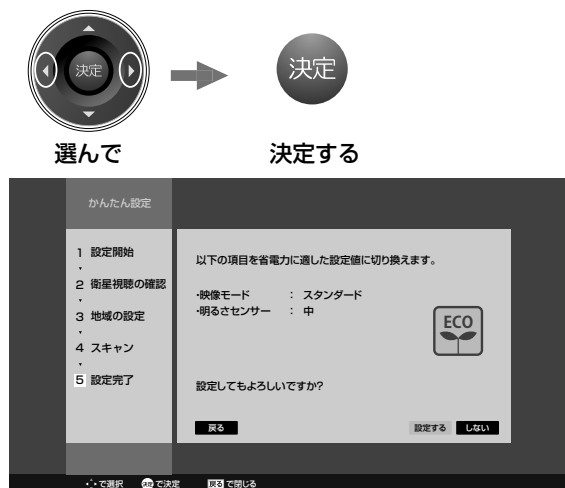 決定
決定
選んで
決定する
かんたん設定
1 設定開始
2 衛星視聴の確認
3 地域の設定
4 スキャン
5 設定完了
以下の項目を省電力に適した設定値に切り換えます。
・映像モード : スタンダード
・明るさセンサー : 中
ECO
設定してもよろしいですか?
戻る 設定する しない
で選択 決定 で決定 戻る で閉じる